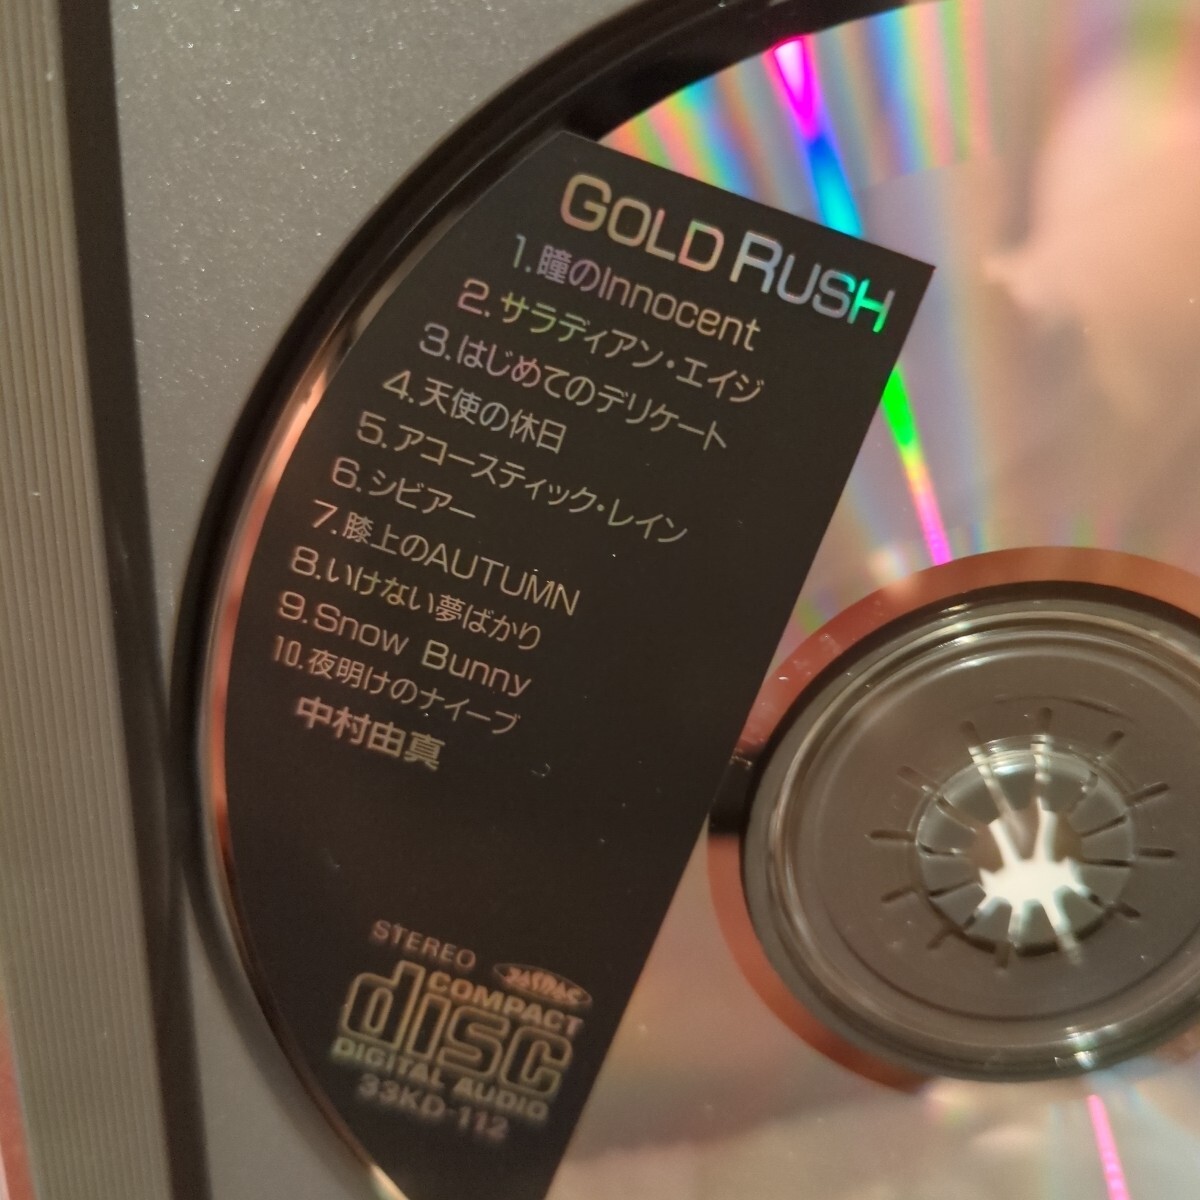 GOLD RUSH
1.瞳のInnocent
2.サラディアン・エイジ
3.はじめてのデリケート
4.天使の休日
5.アコースティック・レイン
6.シビアー
7.膝上のAUTUMN
8.いけない夢ばかり
9.Snow Bunny
10.夜明けのナイーブ
中村由真
STEREO
COMPACT
disc
DIGITAL AUDIO
33KD-112